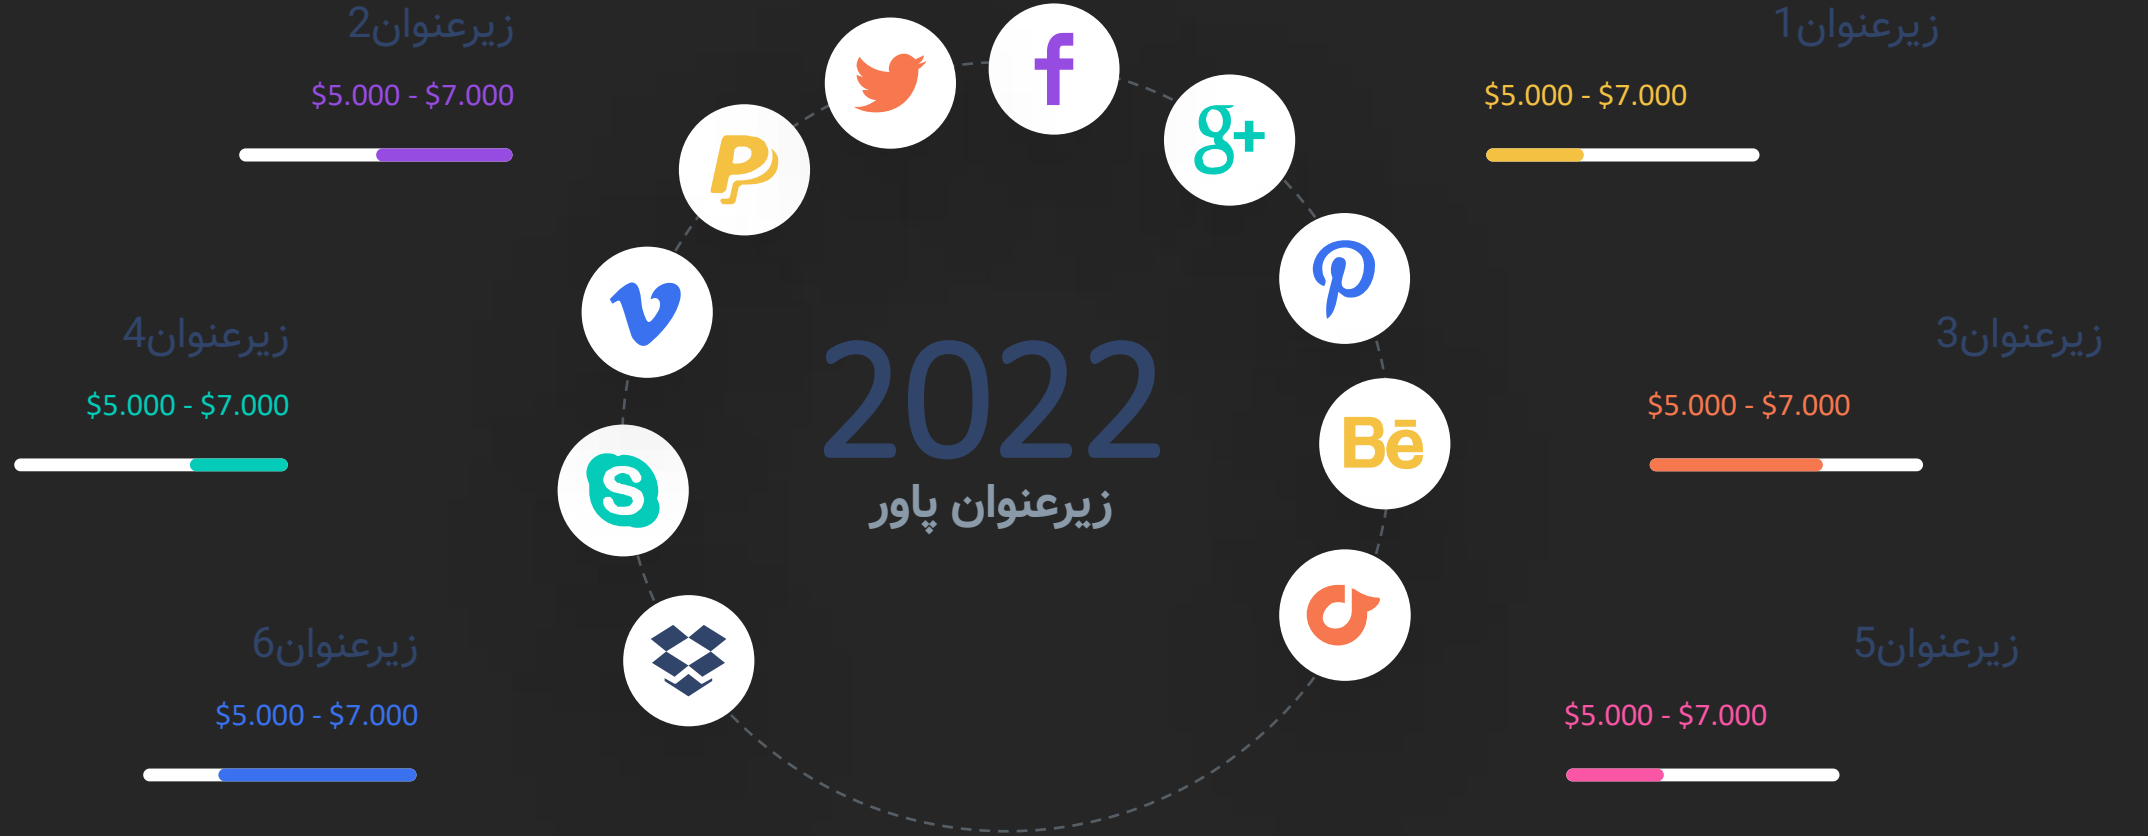 زیرعنوان1
$5.000 - $7.000
زیرعنوان2
$5.000 - $7.000
زیرعنوان3
$5.000 - $7.000
زیرعنوان4
$5.000 - $7.000
زیرعنوان5
$5.000 - $7.000
زیرعنوان6
$5.000 - $7.000
2022
زیرعنوان پاور
f
g+
Bē
S